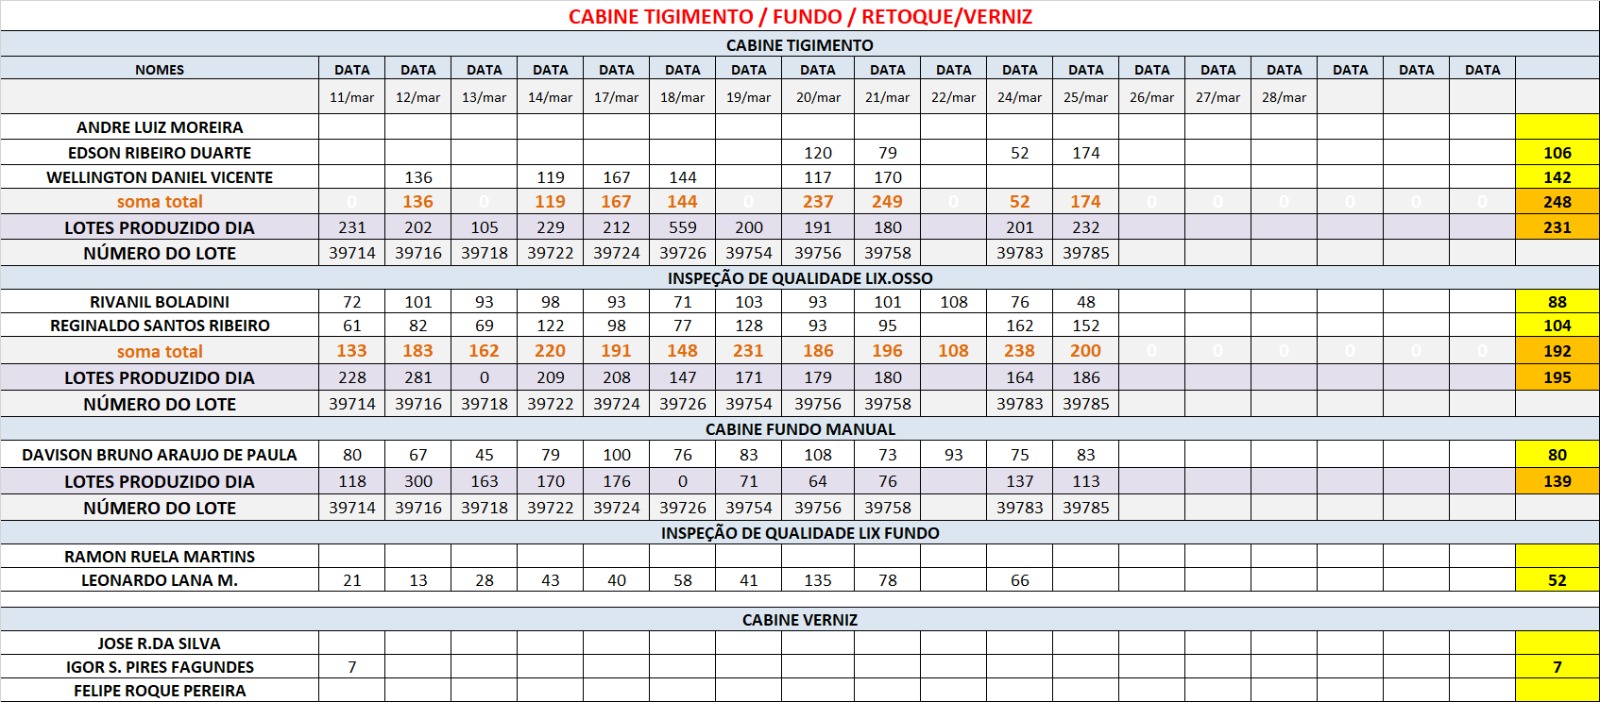 CABINE TIGIMENTO / FUNDO / RETOQUE/VERNIZ
CABINE TIGIMENTO
NOMES DATA DATA DATA DATA DATA DATA DATA DATA DATA DATA DATA DATA DATA DATA DATA DATA DATA DATA
11/mar 12/mar 13/mar 14/mar 17/mar 18/mar 19/mar 20/mar 21/mar 22/mar 24/mar 25/mar 26/mar 27/mar 28/mar
ANDRE LUIZ MOREIRA
EDSON RIBEIRO DUARTE 120 79 52 174 106
WELLINGTON DANIEL VICENTE 136 119 167 144 117 170 142
soma total 0 136 0 119 167 144 0 237 249 0 52 174 0 0 0 0 0 0 248
LOTES PRODUZIDO DIA 231 202 105 229 212 559 200 191 180 201 232 231
NÚMERO DO LOTE 39714 39716 39718 39722 39724 39726 39754 39756 39758 39783 39785
INSPEÇÃO DE QUALIDADE LIX.OSSO
RIVANIL BOLADINI 72 101 93 98 93 71 103 93 101 108 76 48 88
REGINALDO SANTOS RIBEIRO 61 82 69 122 98 77 128 93 95 162 152 104
soma total 133 183 162 220 191 148 231 186 196 108 238 200 0 0 0 0 0 0 192
LOTES PRODUZIDO DIA 228 281 0 209 208 147 171 179 180 164 186 195
NÚMERO DO LOTE 39714 39716 39718 39722 39724 39726 39754 39756 39758 39783 39785
CABINE FUNDO MANUAL
DAVISON BRUNO ARAUJO DE PAULA 80 67 45 79 100 76 83 108 73 93 75 83 80
LOTES PRODUZIDO DIA 118 300 163 170 176 0 71 64 76 137 113 139
NÚMERO DO LOTE 39714 39716 39718 39722 39724 39726 39754 39756 39758 39783 39785
INSPEÇÃO DE QUALIDADE LIX FUNDO
RAMON RUELA MARTINS
LEONARDO LANA M. 21 13 28 43 40 58 41 135 78 66 52
CABINE VERNIZ
JOSE R.DA SILVA
IGOR S. PIRES FAGUNDES 7 7
FELIPE ROQUE PEREIRA